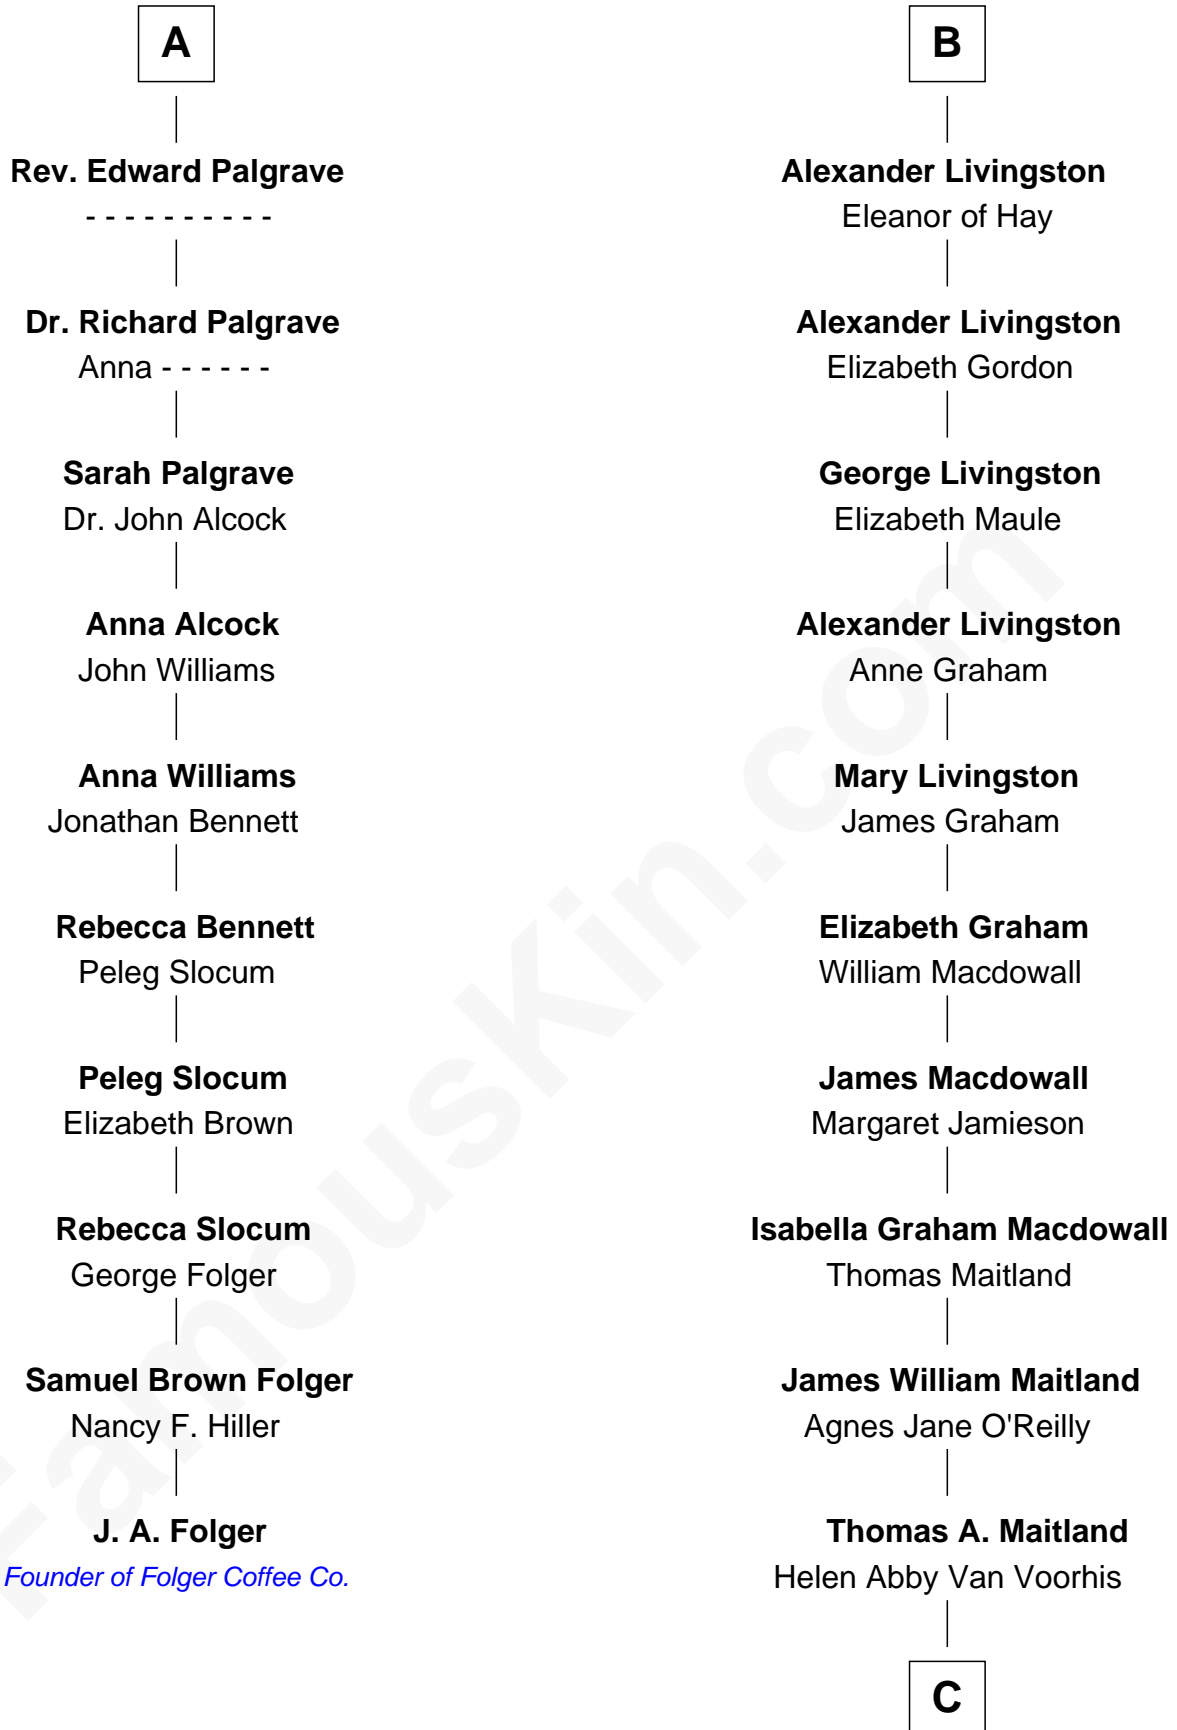 A
Rev. Edward Palgrave
- - - - - - - - - -
Dr. Richard Palgrave
Anna - - - - - -
Sarah Palgrave
Dr. John Alcock
Anna Alcock
John Williams
Anna Williams
Jonathan Bennett
Rebecca Bennett
Peleg Slocum
Peleg Slocum
Elizabeth Brown
Rebecca Slocum
George Folger
Samuel Brown Folger
Nancy F. Hiller
J. A. Folger
Founder of Folger Coffee Co.
B
Alexander Livingston
Eleanor of Hay
Alexander Livingston
Elizabeth Gordon
George Livingston
Elizabeth Maule
Alexander Livingston
Anne Graham
Mary Livingston
James Graham
Elizabeth Graham
William Macdowall
James Macdowall
Margaret Jamieson
Isabella Graham Macdowall
Thomas Maitland
James William Maitland
Agnes Jane O'Reilly
Thomas A. Maitland
Helen Abby Van Voorhis
C
FamousKin.com